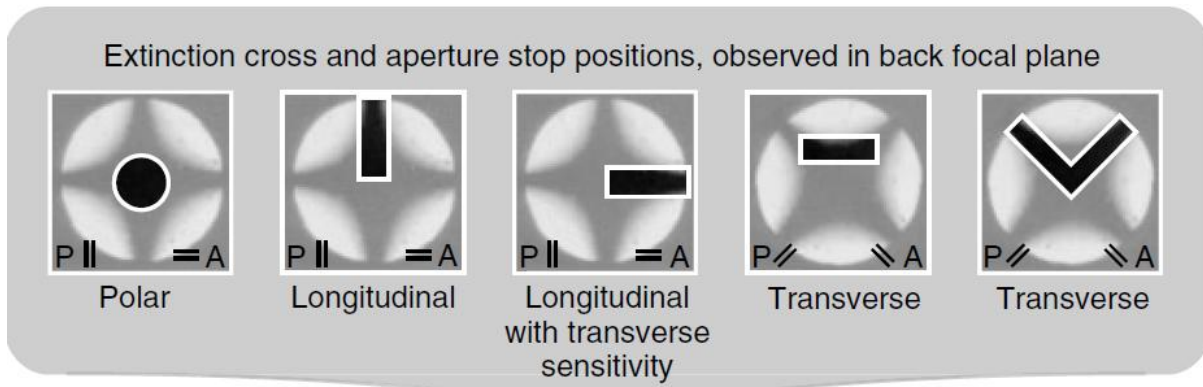 Extinction cross and aperture stop positions, observed in back focal plane
P A
P A
P A
P A
P A
Polar
Longitudinal
Longitudinal
with transverse
sensitivity
Transverse
Transverse